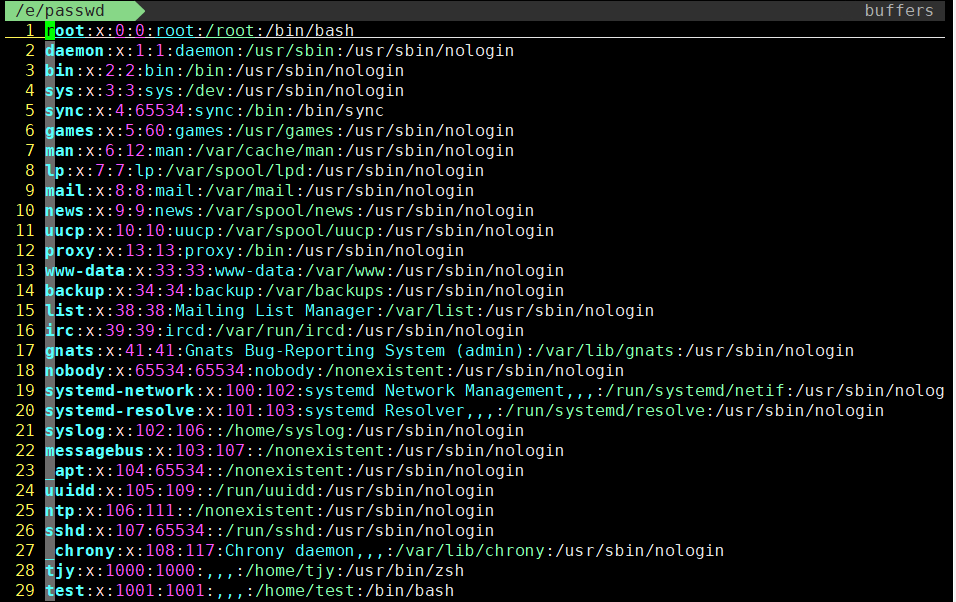 /e/passwd buffers
1 root:x:0:0:root:/root:/bin/bash
2 daemon:x:1:1:daemon:/usr/sbin:/usr/sbin/nologin
3 bin:x:2:2:bin:/bin:/usr/sbin/nologin
4 sys:x:3:3:sys:/dev:/usr/sbin/nologin
5 sync:x:4:65534:sync:/bin:/bin/sync
6 games:x:5:60:games:/usr/games:/usr/sbin/nologin
7 man:x:6:12:man:/var/cache/man:/usr/sbin/nologin
8 lp:x:7:7:lp:/var/spool/lpd:/usr/sbin/nologin
9 mail:x:8:8:mail:/var/mail:/usr/sbin/nologin
10 news:x:9:9:news:/var/spool/news:/usr/sbin/nologin
11 uucp:x:10:10:uucp:/var/spool/uucp:/usr/sbin/nologin
12 proxy:x:13:13:proxy:/bin:/usr/sbin/nologin
13 www-data:x:33:33:www-data:/var/www:/usr/sbin/nologin
14 backup:x:34:34:backup:/var/backups:/usr/sbin/nologin
15 list:x:38:38:Mailing List Manager:/var/list:/usr/sbin/nologin
16 irc:x:39:39:ircd:/var/run/ircd:/usr/sbin/nologin
17 gnats:x:41:41:Gnats Bug-Reporting System (admin):/var/lib/gnats:/usr/sbin/nologin
18 nobody:x:65534:65534:nobody:/nonexistent:/usr/sbin/nologin
19 systemd-network:x:100:102:systemd Network Management,,,:/run/systemd/netif:/usr/sbin/nolog
20 systemd-resolve:x:101:103:systemd Resolver,,,:/run/systemd/resolve:/usr/sbin/nologin
21 syslog:x:102:106::/home/syslog:/usr/sbin/nologin
22 messagebus:x:103:107::/nonexistent:/usr/sbin/nologin
23 _apt:x:104:65534::/nonexistent:/usr/sbin/nologin
24 uuidd:x:105:109::/run/uuidd:/usr/sbin/nologin
25 ntp:x:106:111::/nonexistent:/usr/sbin/nologin
26 sshd:x:107:65534::/run/sshd:/usr/sbin/nologin
27 _chrony:x:108:117:Chrony daemon,,,:/var/lib/chrony:/usr/sbin/nologin
28 tjy:x:1000:1000:,,,:/home/tjy:/usr/bin/zsh
29 test:x:1001:1001:,,,:/home/test:/bin/bash